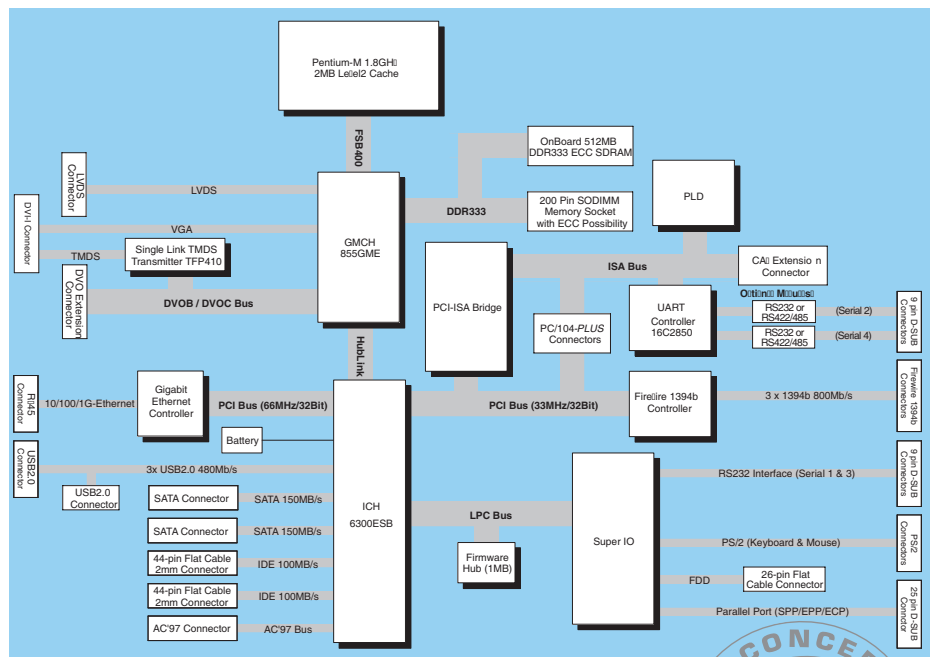 Pentium-M 1.8GH
2MB Le el2 Cache
FSB400
OnBoard 512MB
DDR333 ECC SDRAM
LVDS
Connector
LVDS
PLD
DDR333
200 Pin SODIMM
Memory Socket
with ECC Possibility
DVI-I Connector
VGA
GMCH
855GME
TMDS
Single Link TMDS
Transmitter TFP410
PCI-ISA Bridge
ISA Bus
Extension
Connector
DVO Extension
Connector
DVOB / DVOC Bus
UART
Controller
16C2850
RS232 or
RS422/485
(Serial 2)
RS232 or
RS422/485
(Serial 4)
9 pin D-SUB
Connectors
PC/104-PLUS
Connectors
HubLink
45
Connector
10/100/1G-Ethernet
Gigabit
Ethernet
Controller
PCI Bus (66MHz/32Bit)
PCI Bus (33MHz/32Bit)
1394b
Controller
3 x 1394b 800Mb/s
Firewire 1394b
Connectors
Battery
USB2.0
Connector
3x USB2.0 480Mb/s
USB2.0
Connector
ICH
6300ESB
SATA Connector
SATA 150MB/s
SATA Connector
SATA 150MB/s
44-pin Flat Cable
2mm Connector
IDE 100MB/s
44-pin Flat Cable
2mm Connector
IDE 100MB/s
AC'97 Connector
AC'97 Bus
LPC Bus
Firmware
Hub (1MB)
Super IO
RS232 Interface (Serial 1 & 3)
9 pin D-SUB
Connectors
PS/2 (Keyboard & Mouse)
PS/2
Connectors
FDD
26-pin Flat
Cable Connector
Parallel Port (SPP/EPP/ECP)
25 pin D-SUB
Conntector
CONCE